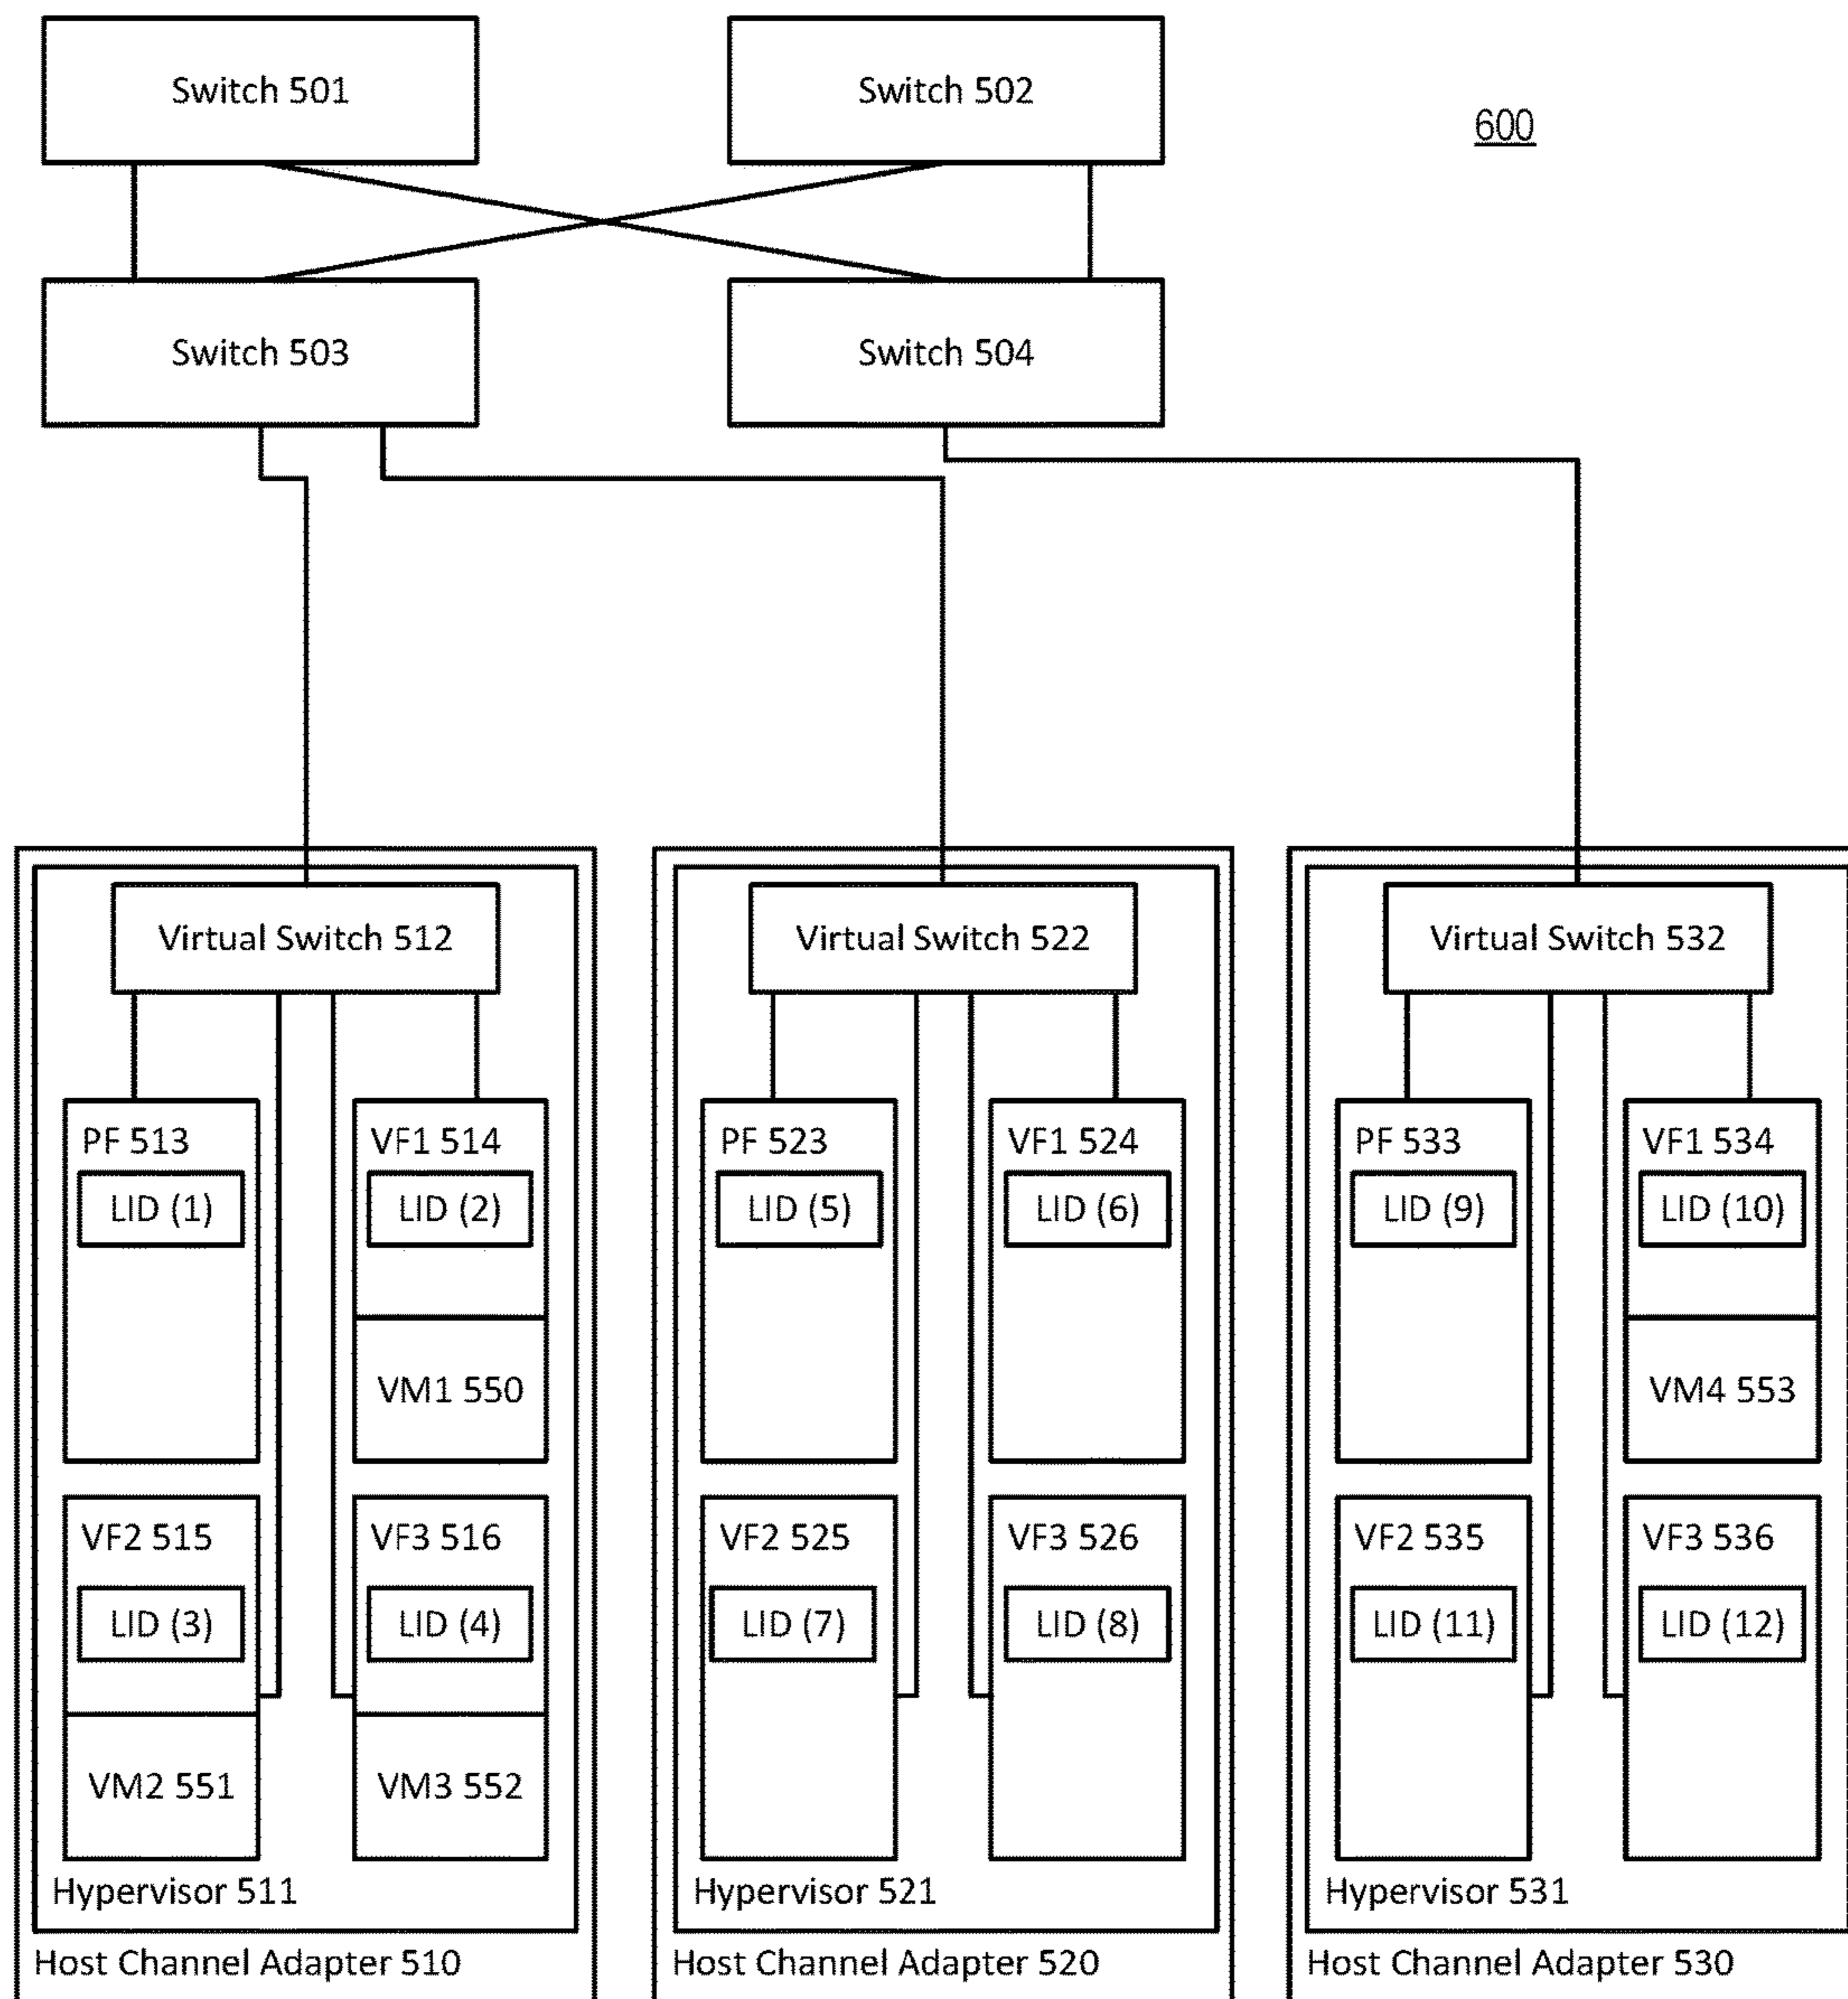 Switch 501
Switch 502
600
Switch 503
Switch 504
Virtual Switch 512
Virtual Switch 522
Virtual Switch 532
PF 513
LID (1)
VF1 514
LID (2)
VM1 550
VF2 515
LID (3)
VM2 551
VF3 516
LID (4)
VM3 552
Hypervisor 511
Host Channel Adapter 510
PF 523
LID (5)
VF1 524
LID (6)
VF2 525
LID (7)
VF3 526
LID (8)
Hypervisor 521
Host Channel Adapter 520
PF 533
LID (9)
VF1 534
LID (10)
VM4 553
VF2 535
LID (11)
VF3 536
LID (12)
Hypervisor 531
Host Channel Adapter 530